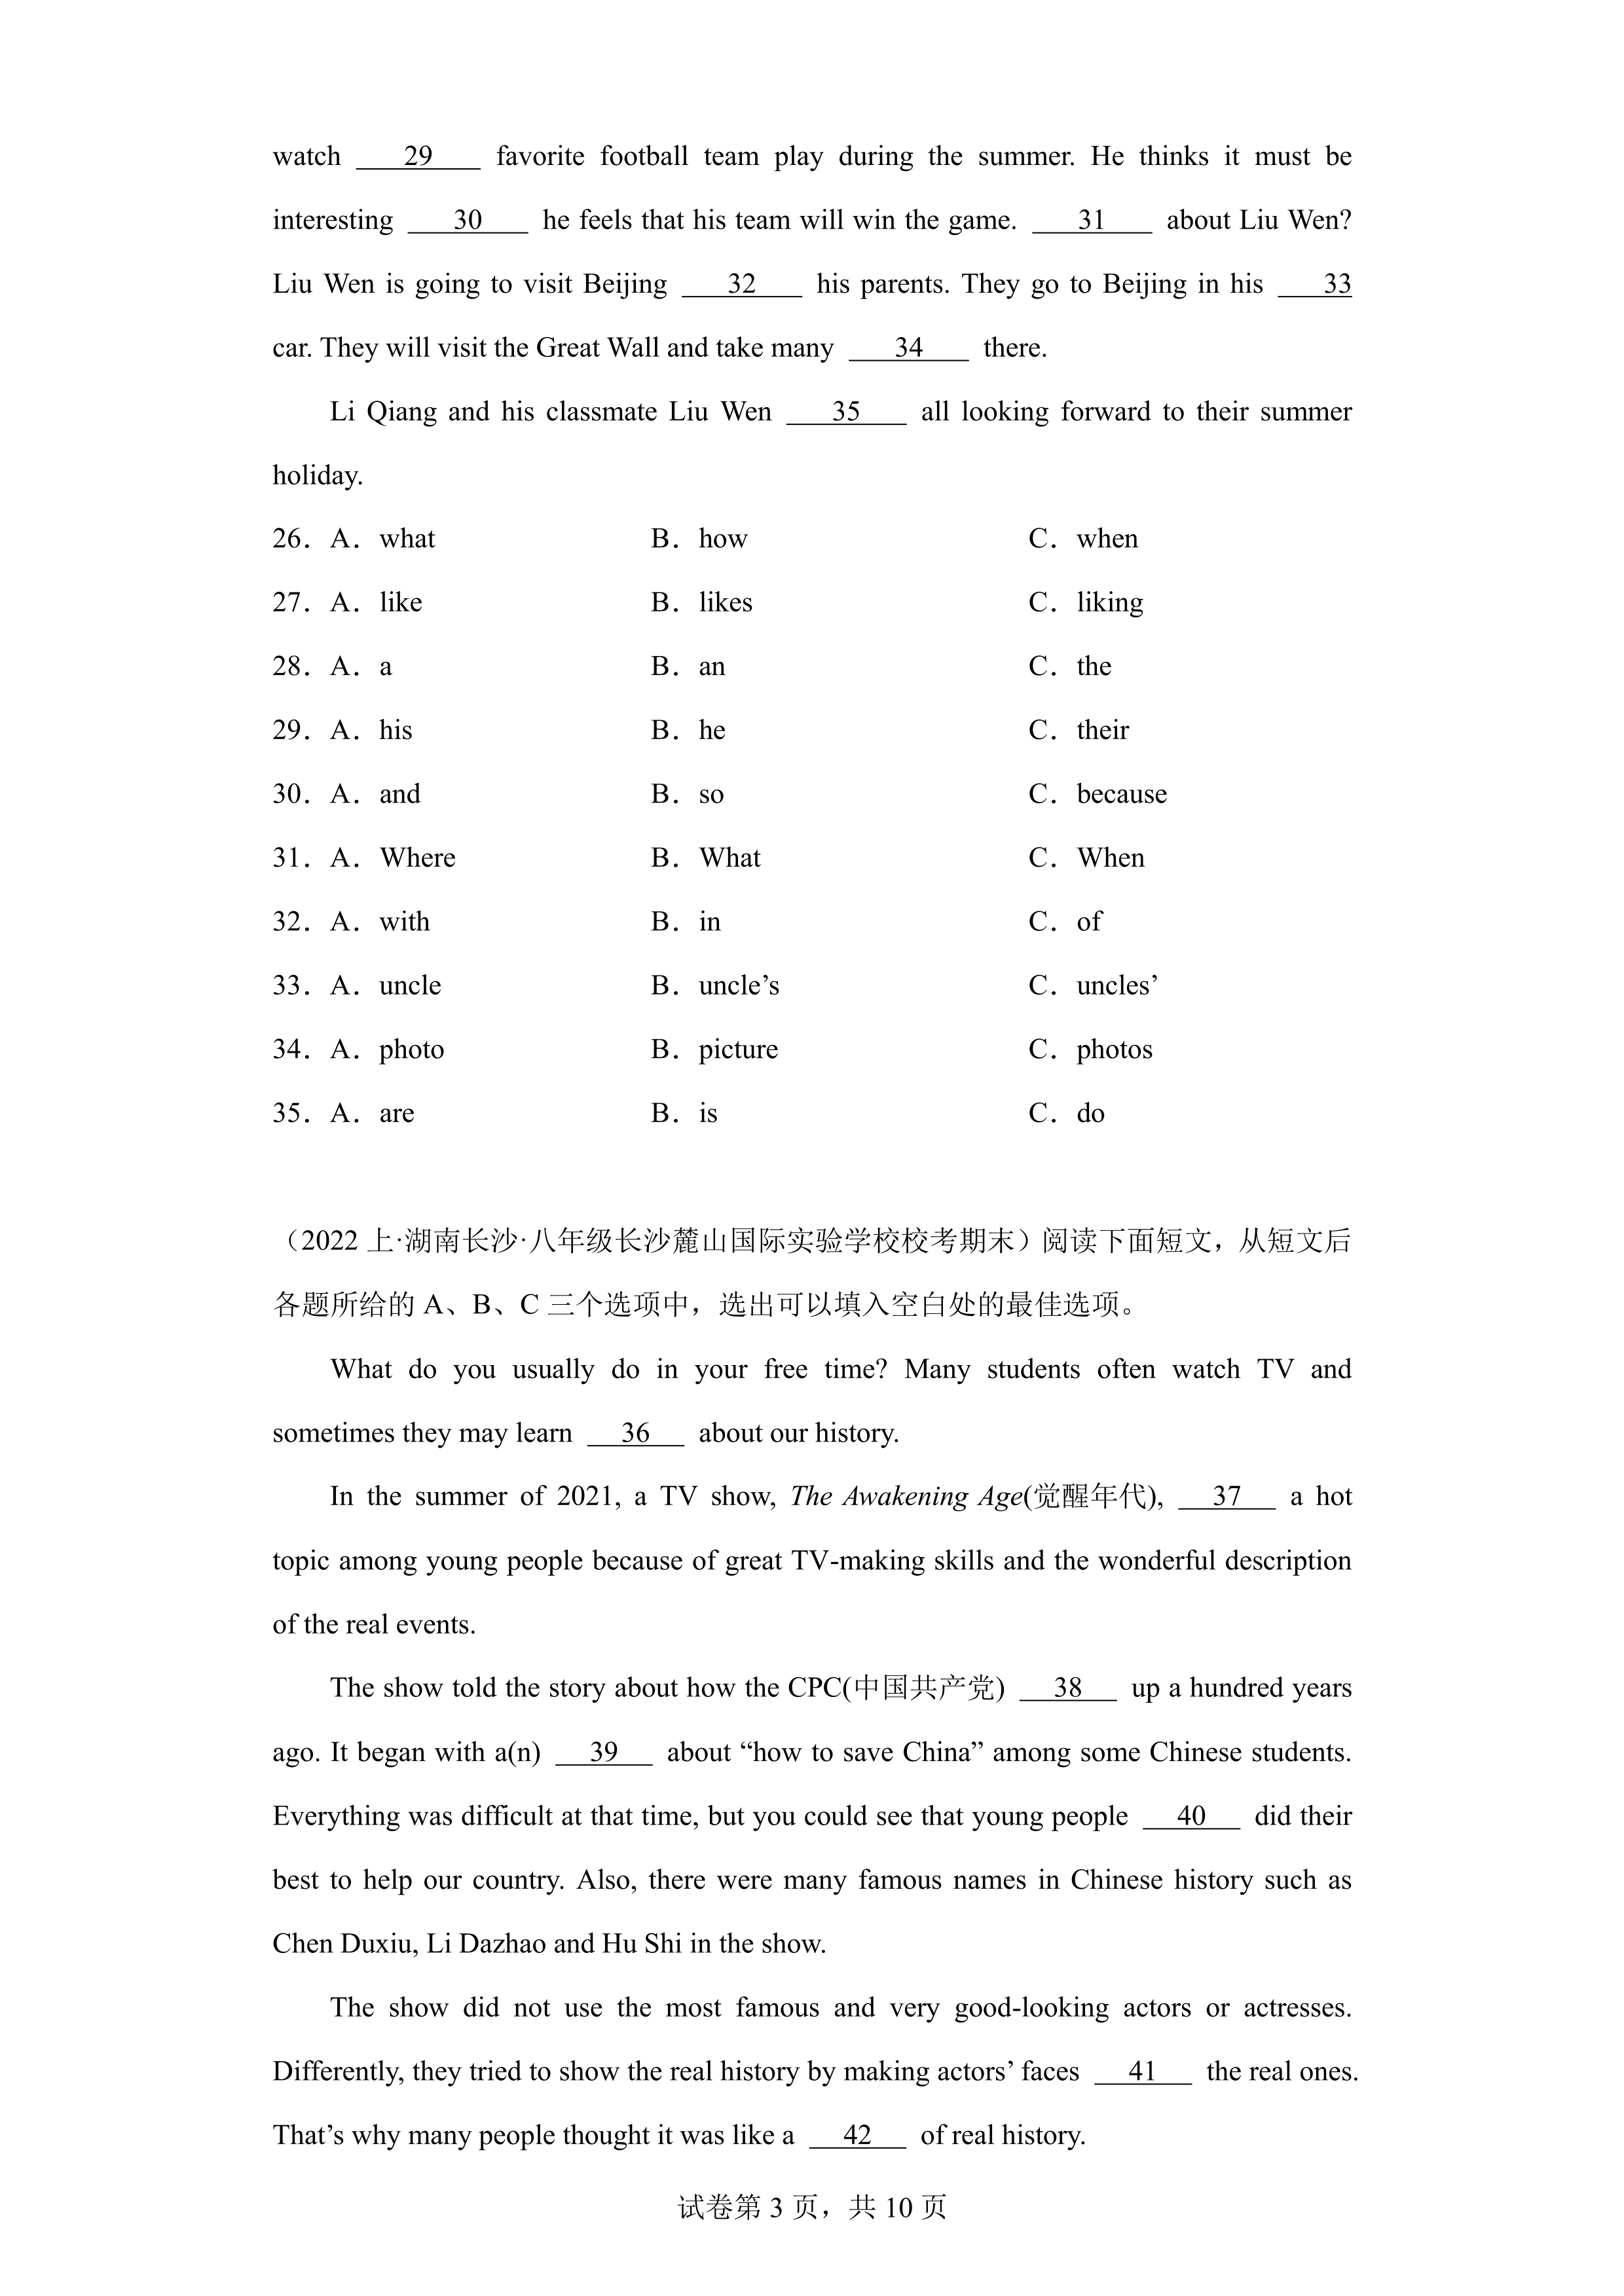 watch 29 favorite football team play during the summer. He thinks it must be
interesting 30 he feels that his team will win the game. 31 about Liu Wen?
Liu Wen is going to visit Beijing 32 his parents. They go to Beijing in his 33
car. They will visit the Great Wall and take many 34 there.
Li Qiang and his classmate Liu Wen 35 all looking forward to their summer
holiday.
26．A．what B．how C．when
27．A．like B．likes C．liking
28．A．a B．an C．the
29．A．his B．he C．their
30．A．and B．so C．because
31．A．Where B．What C．When
32．A．with B．in C．of
33．A．uncle B．uncle’s C．uncles’
34．A．photo B．picture C．photos
35．A．are B．is C．do
（2022 上·湖南长沙·八年级长沙麓山国际实验学校校考期末）阅读下面短文，从短文后
各题所给的 A、B、C 三个选项中，选出可以填入空白处的最佳选项。
What do you usually do in your free time? Many students often watch TV and
sometimes they may learn 36 about our history.
In the summer of 2021, a TV show, The Awakening Age(觉醒年代), 37 a hot
topic among young people because of great TV-making skills and the wonderful description
of the real events.
The show told the story about how the CPC(中国共产党) 38 up a hundred years
ago. It began with a(n) 39 about “how to save China” among some Chinese students.
Everything was difficult at that time, but you could see that young people 40 did their
best to help our country. Also, there were many famous names in Chinese history such as
Chen Duxiu, Li Dazhao and Hu Shi in the show.
The show did not use the most famous and very good-looking actors or actresses.
Differently, they tried to show the real history by making actors’ faces 41 the real ones.
That’s why many people thought it was like a 42 of real history.
试卷第 3 页，共 10 页